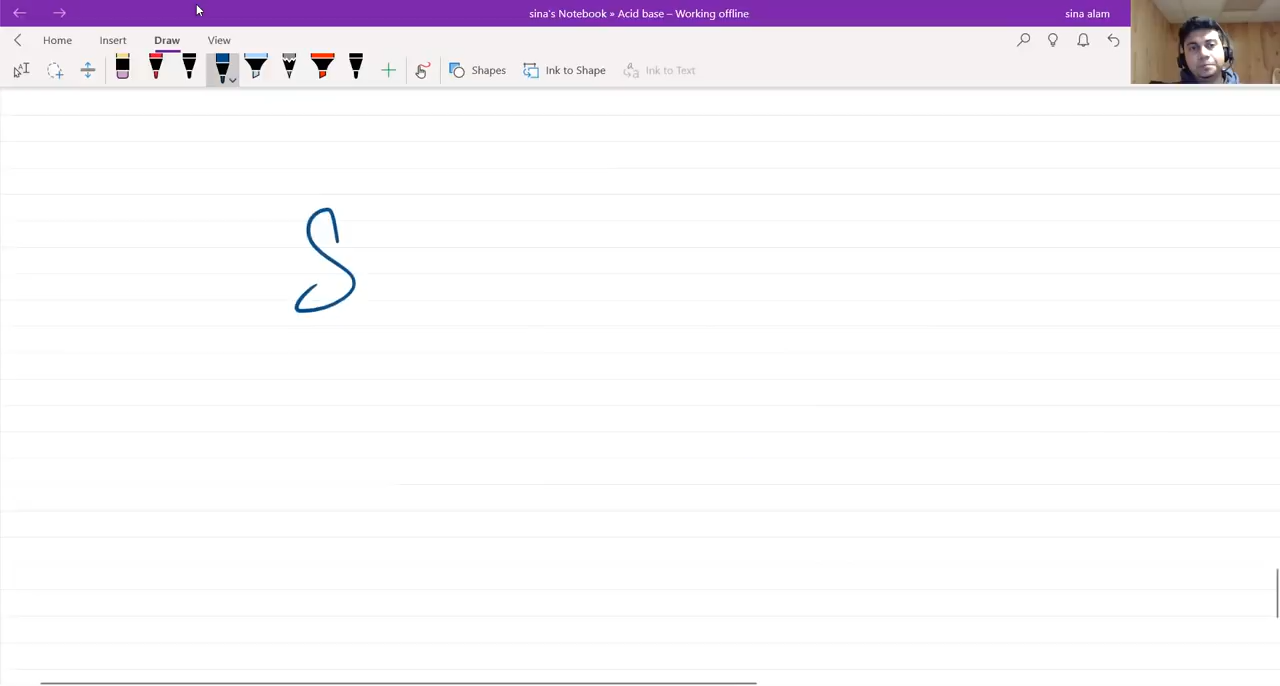 sina's Notebook » Acid base – Working offline
sina alam
Home Insert Draw View
Shapes Ink to Shape Ink to Text
S